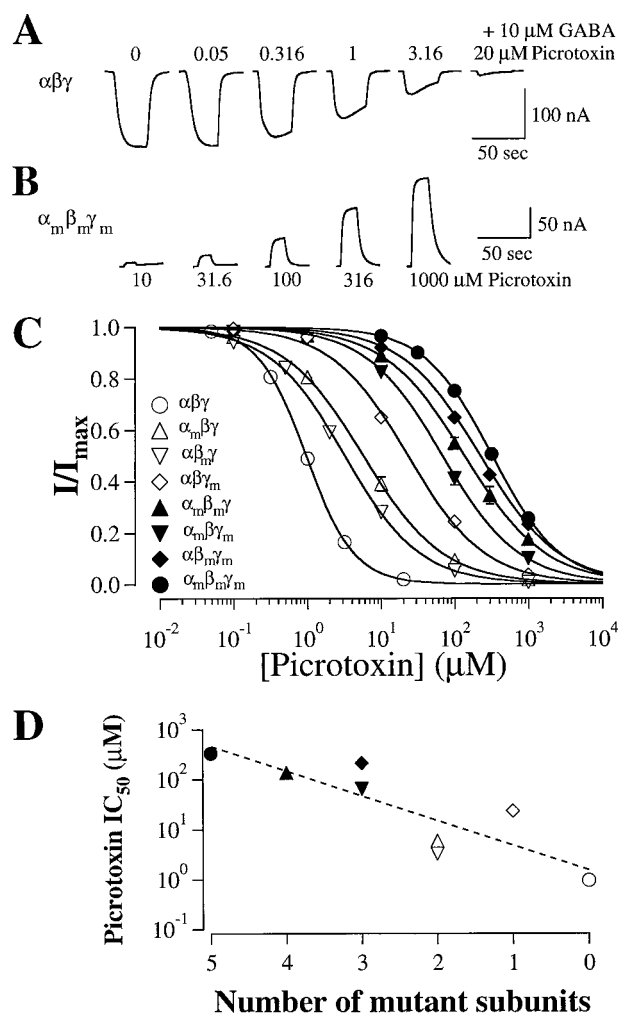 A
+ 10 μM GABA
0 0.05 0.316 1 3.16 20 μM Picrotoxin
αβγ
100 nA
50 sec
B
αmβmγm
50 nA
50 sec
10 31.6 100 316 1000 μM Picrotoxin
C
I/Imax
1.0
0.8
0.6
0.4
0.2
0.0
αβγ
αmβγ
αβmγ
αβγm
αmβmγ
αmβγm
αβmγm
αmβmγm
10-2 10-1 100 101 102 103 104
[Picrotoxin] (μM)
D
Picrotoxin IC50 (μM)
103
102
101
100
10-1
5 4 3 2 1 0
Number of mutant subunits